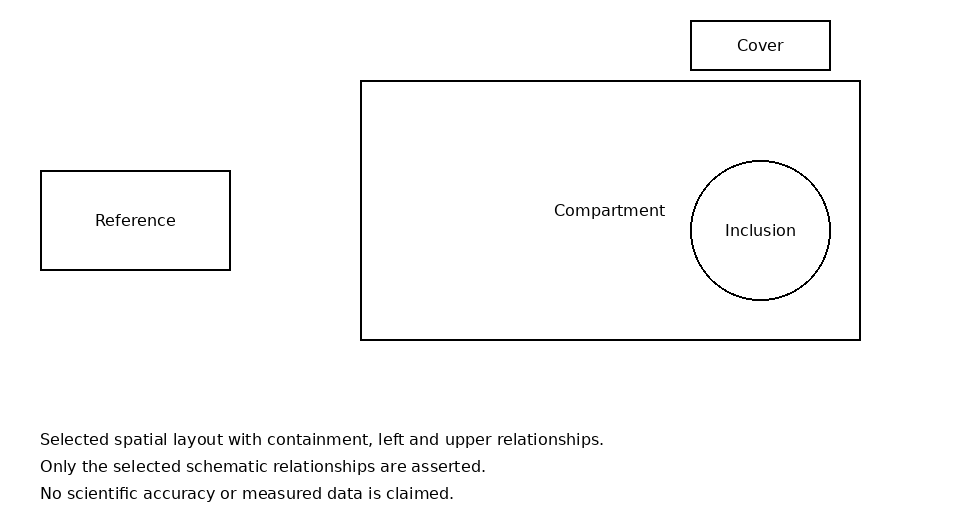 Cover
Compartment
Reference
Inclusion
Selected spatial layout with containment, left and upper relationships.
Only the selected schematic relationships are asserted.
No scientific accuracy or measured data is claimed.